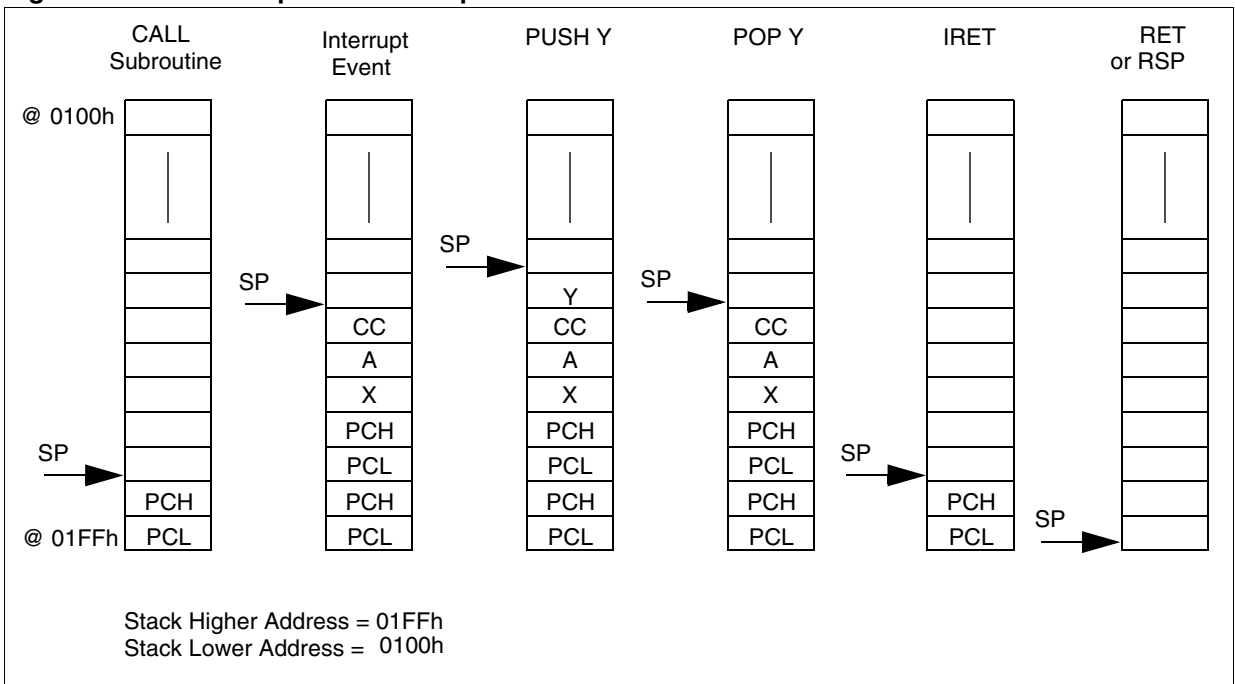 CALL
Subroutine
Interrupt
Event
PUSH Y
POP Y
IRET
RET
or RSP
@ 0100h
SP
SP
SP
Y
CC
CC
CC
A
A
A
X
X
X
PCH
PCH
PCH
SP
SP
PCL
PCL
PCL
PCH
PCH
PCH
PCH
PCH
SP
@ 01FFh
PCL
PCL
PCL
PCL
PCL
Stack Higher Address = 01FFh
Stack Lower Address = 0100h